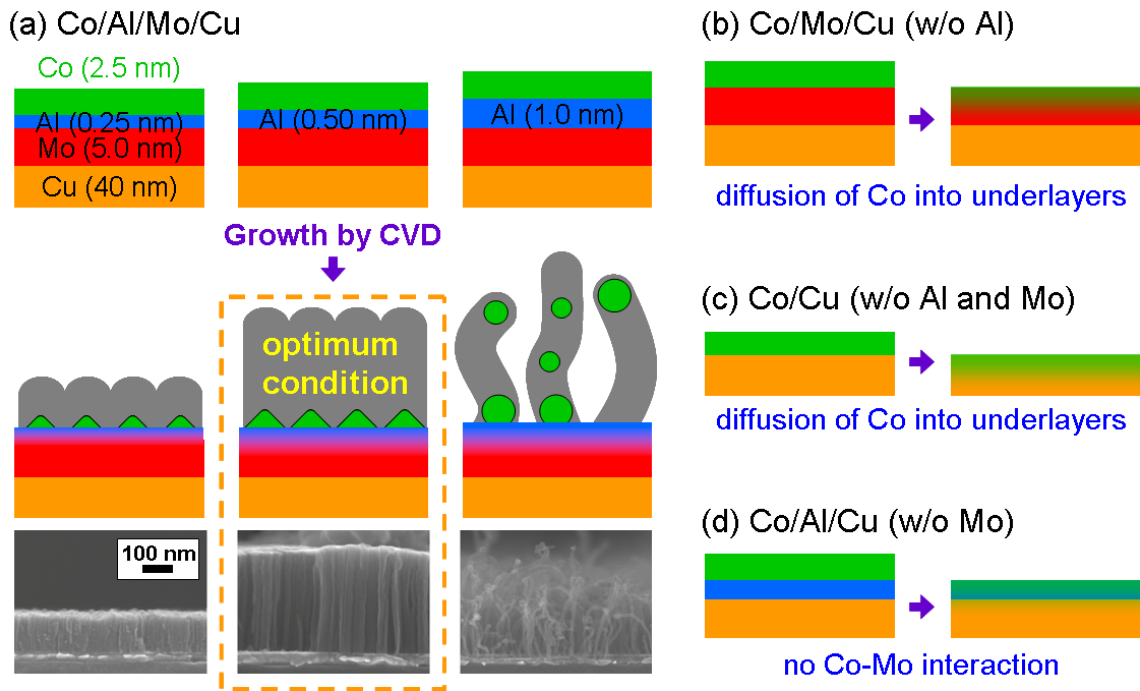 (a) Co/Al/Mo/Cu
Co (2.5 nm)
Al (0.25 nm)
Mo (5.0 nm)
Cu (40 nm)
Al (0.50 nm)
Al (1.0 nm)
Growth by CVD
optimum
condition
100 nm
(b) Co/Mo/Cu (w/o Al)
diffusion of Co into underlayers
(c) Co/Cu (w/o Al and Mo)
diffusion of Co into underlayers
(d) Co/Al/Cu (w/o Mo)
no Co-Mo interaction